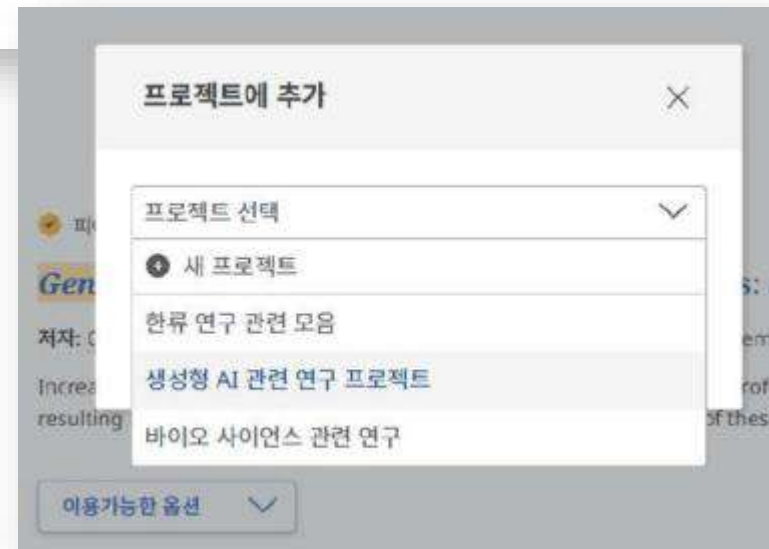 프로젝트에 추가
프로젝트 선택
새 프로젝트
Gen s:
한류 연구 관련 모음
저자:
생성형 AI 관련 연구 프로젝트
Increa
resulting of thes
바이오 사이언스 관련 연구
이용가능한 옵션